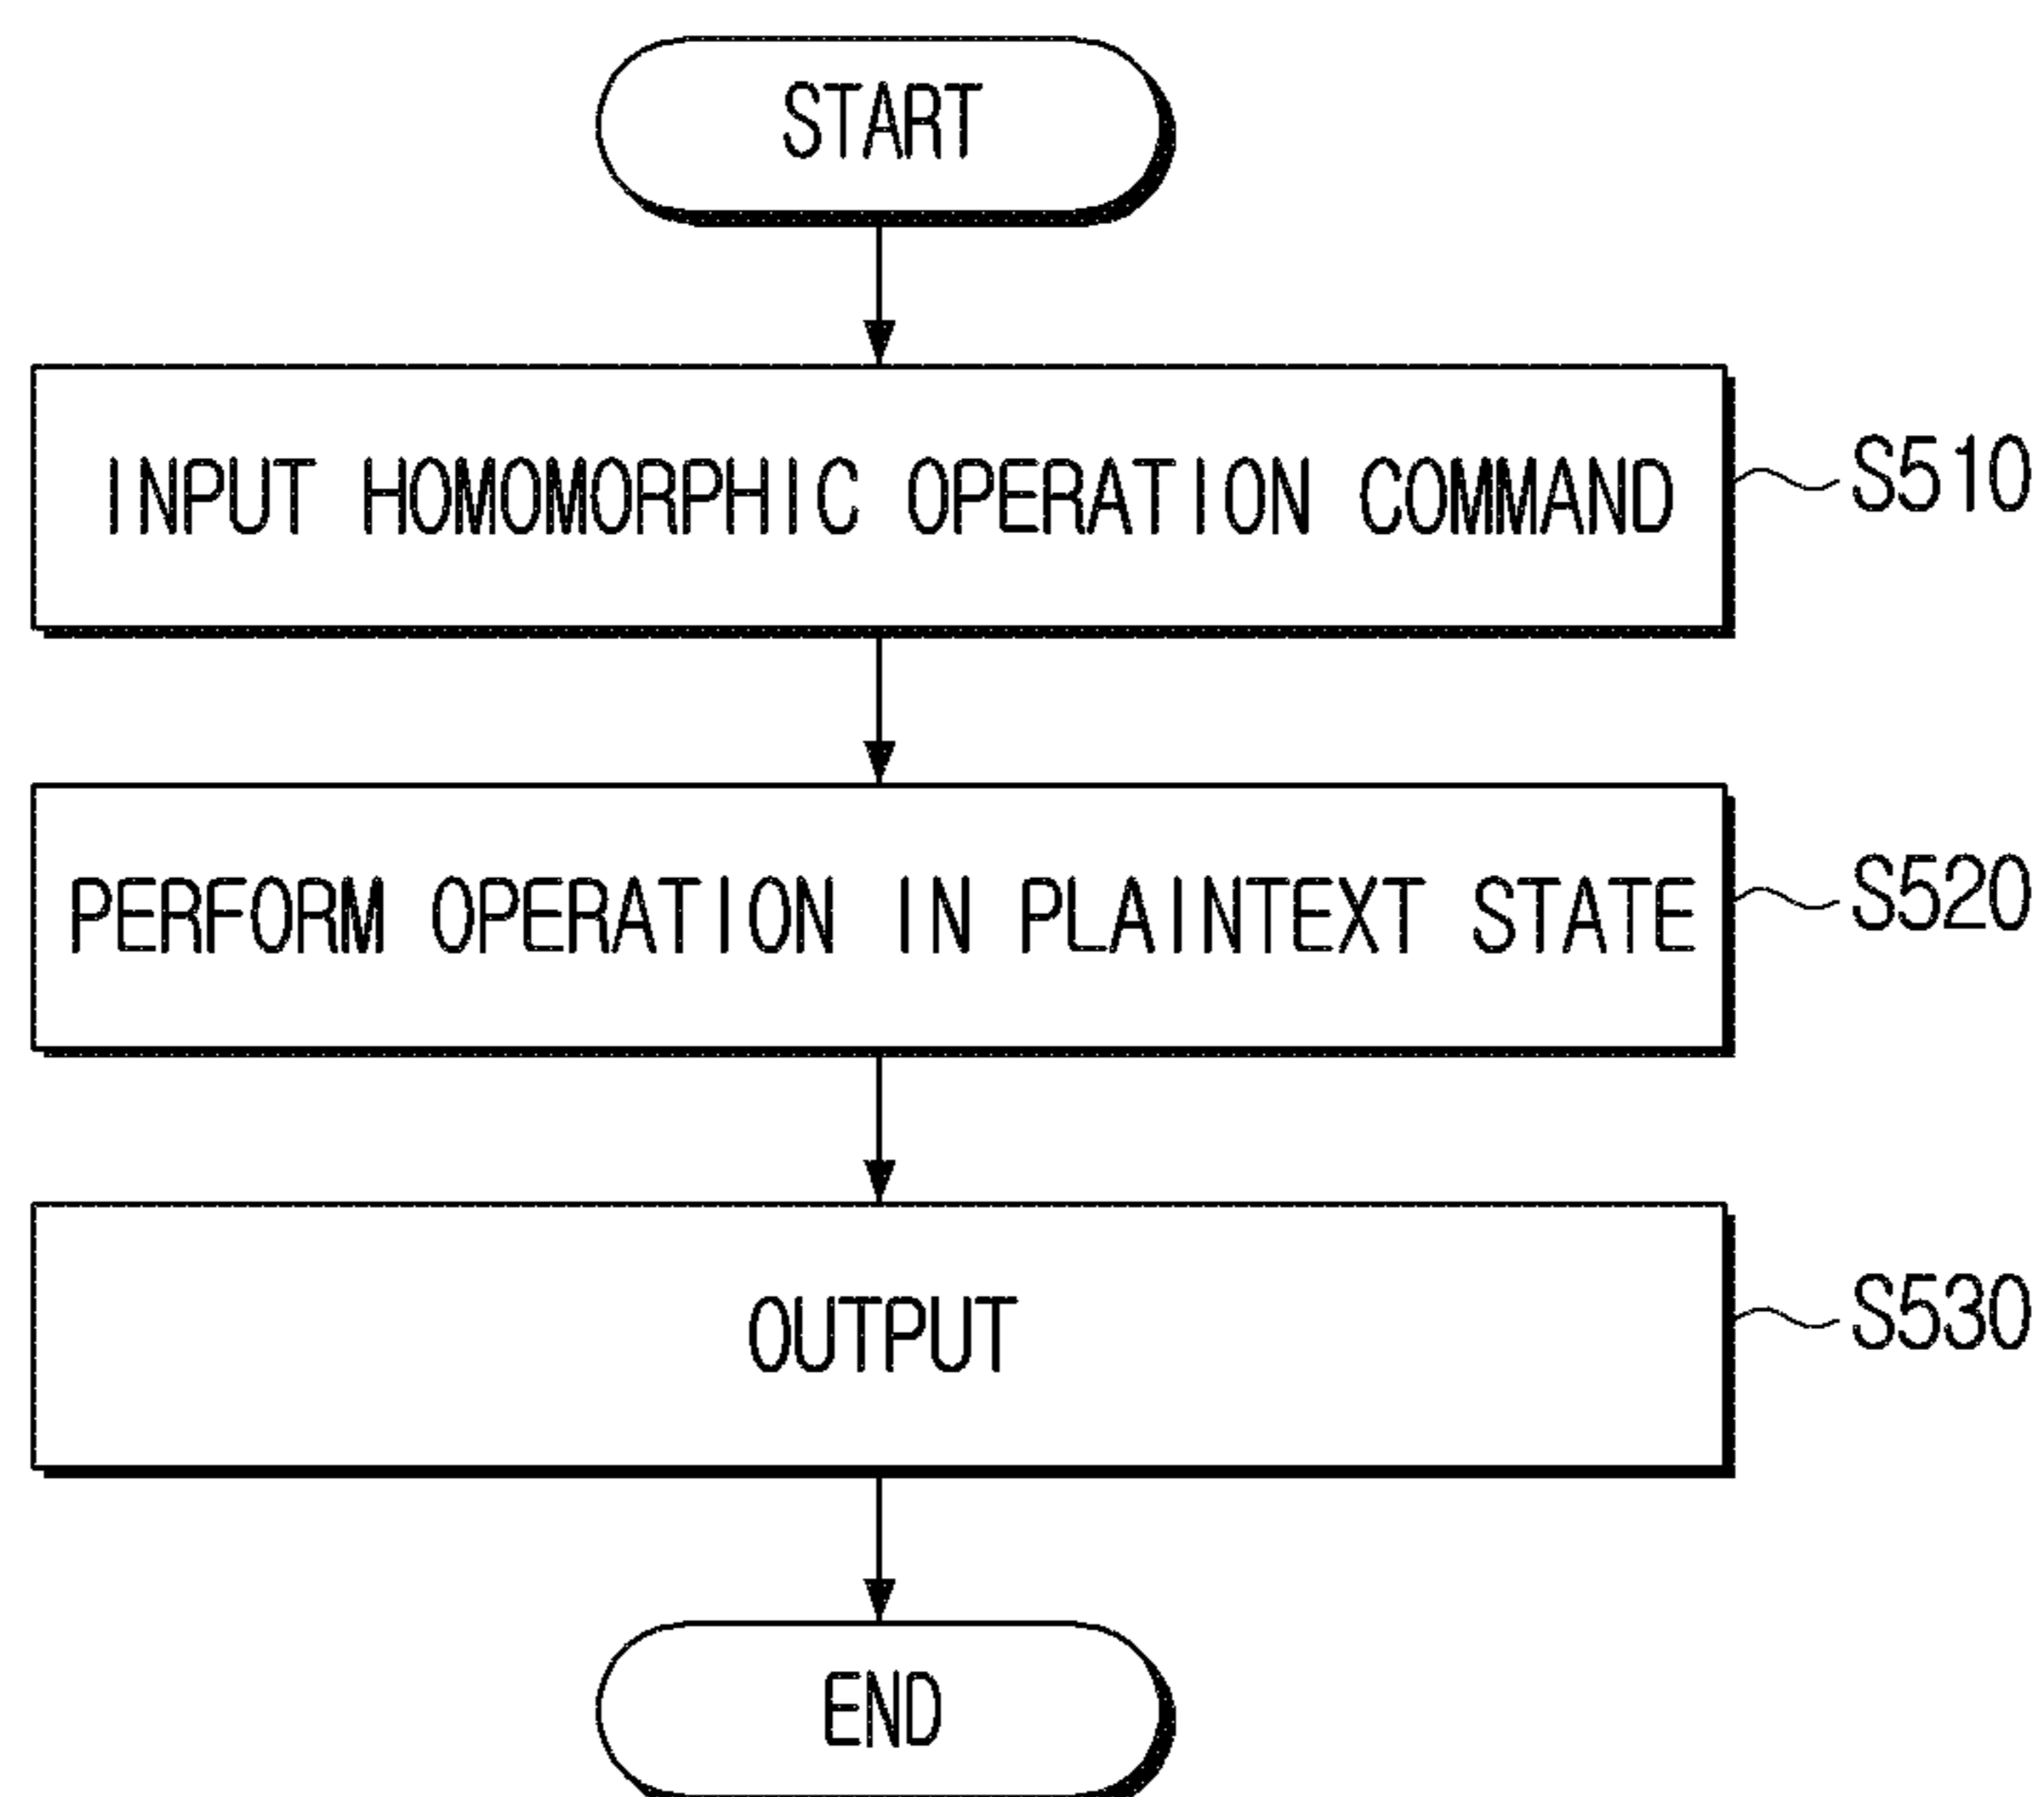 START
INPUT HOMOMORPHIC OPERATION COMMAND
S510
PERFORM OPERATION IN PLAINTEXT STATE
S520
OUTPUT
S530
END